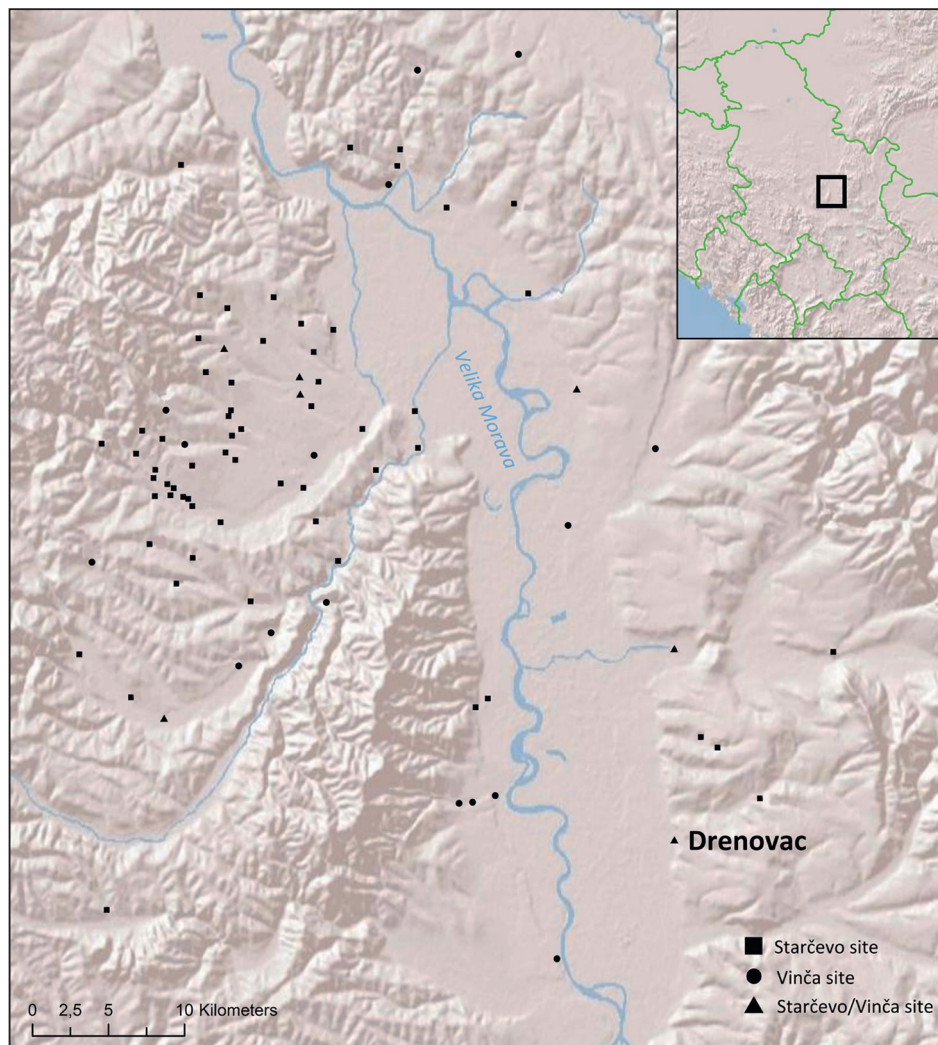 Velika Morava
Drenovac
Starčevo site
Vinča site
Starčevo/Vinča site
0 2,5 5 10 Kilometers